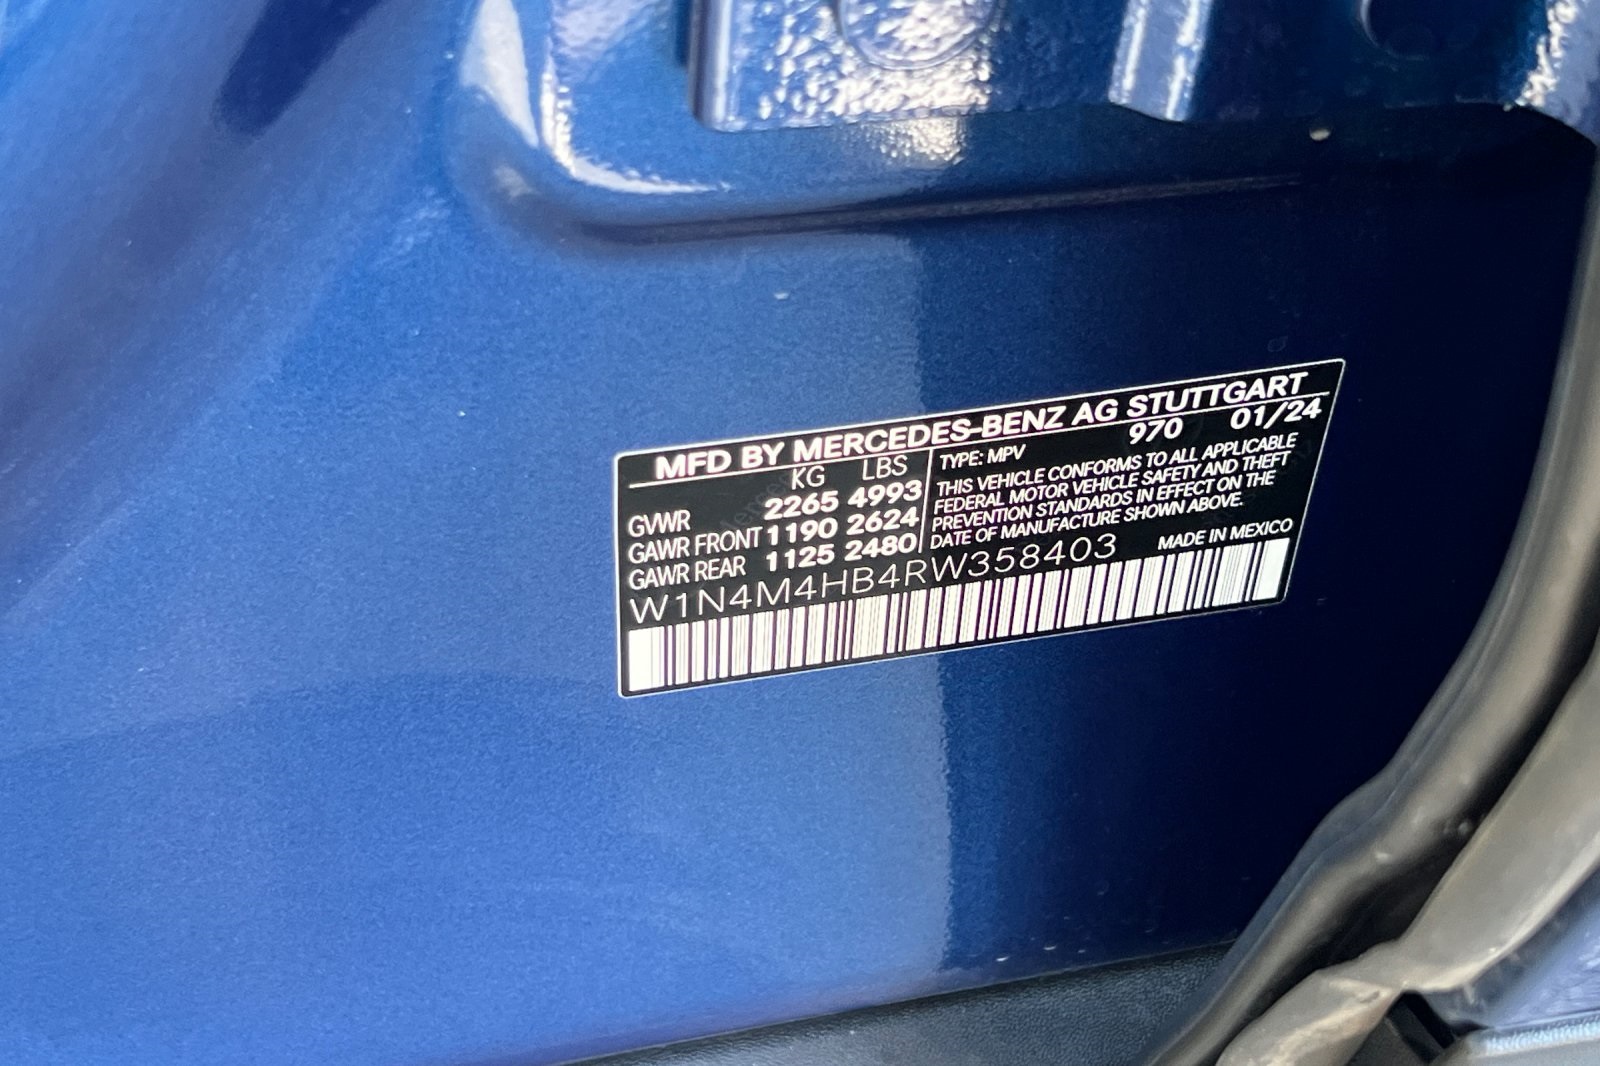 MFD BY MERCEDES-BENZ AG STUTTGART
KG LBS
GVWR 2265 4993
GAWR FRONT 1190 2624
GAWR REAR 1125 2480
970 01/24
TYPE: MPV
THIS VEHICLE CONFORMS TO ALL APPLICABLE
FEDERAL MOTOR VEHICLE SAFETY AND THEFT
PREVENTION STANDARDS IN EFFECT ON THE
DATE OF MANUFACTURE SHOWN ABOVE.
MADE IN MEXICO
W1N4M4HB4RW358403